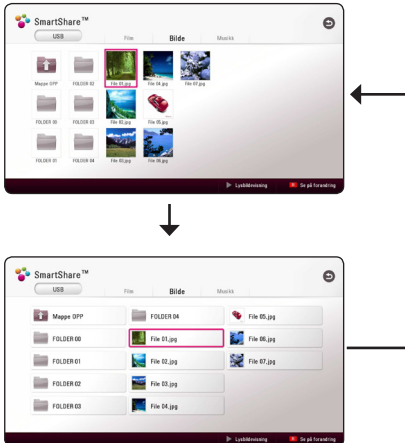 SmartShare™
USB
Film Bilde Musikk
Mappe OPP FOLDER 02 File 01.jpg File 04.jpg File 07.jpg
FOLDER 00 FOLDER 03 File 02.jpg File 05.jpg
FOLDER 01 FOLDER 04 File 03.jpg File 06.jpg
Lysbildevisning Se på forandring
SmartShare™
USB
Film Bilde Musikk
Mappe OPP FOLDER 04 File 05.jpg
FOLDER 00 File 01.jpg File 06.jpg
FOLDER 01 File 02.jpg File 07.jpg
FOLDER 02 File 03.jpg
FOLDER 03 File 04.jpg
Lysbildevisning Se på forandring